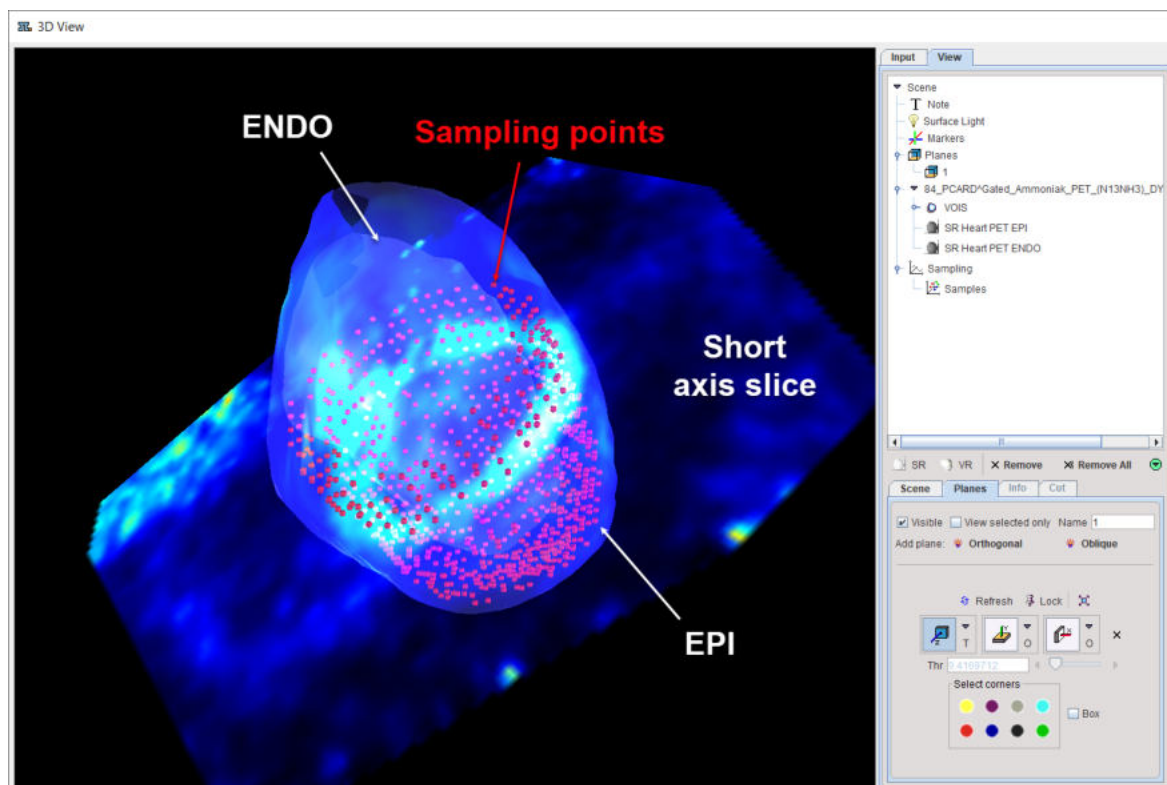 3D View
ENDO
Sampling points
Short
axis slice
EPI
Input View
Scene
Note
Surface Light
Markers
Planes
1
84_PCARD^Gated_Ammoniak_PET_(N13NH3)_DY
VOIS
SR Heart PET EPI
SR Heart PET ENDO
Sampling
Samples
SR VR Remove Remove All
Scene Planes Info Cut
Visible View selected only Name 1
Add plane: Orthogonal Oblique
Refresh Lock
T O O
Thr 0.4169712
Select corners
Box